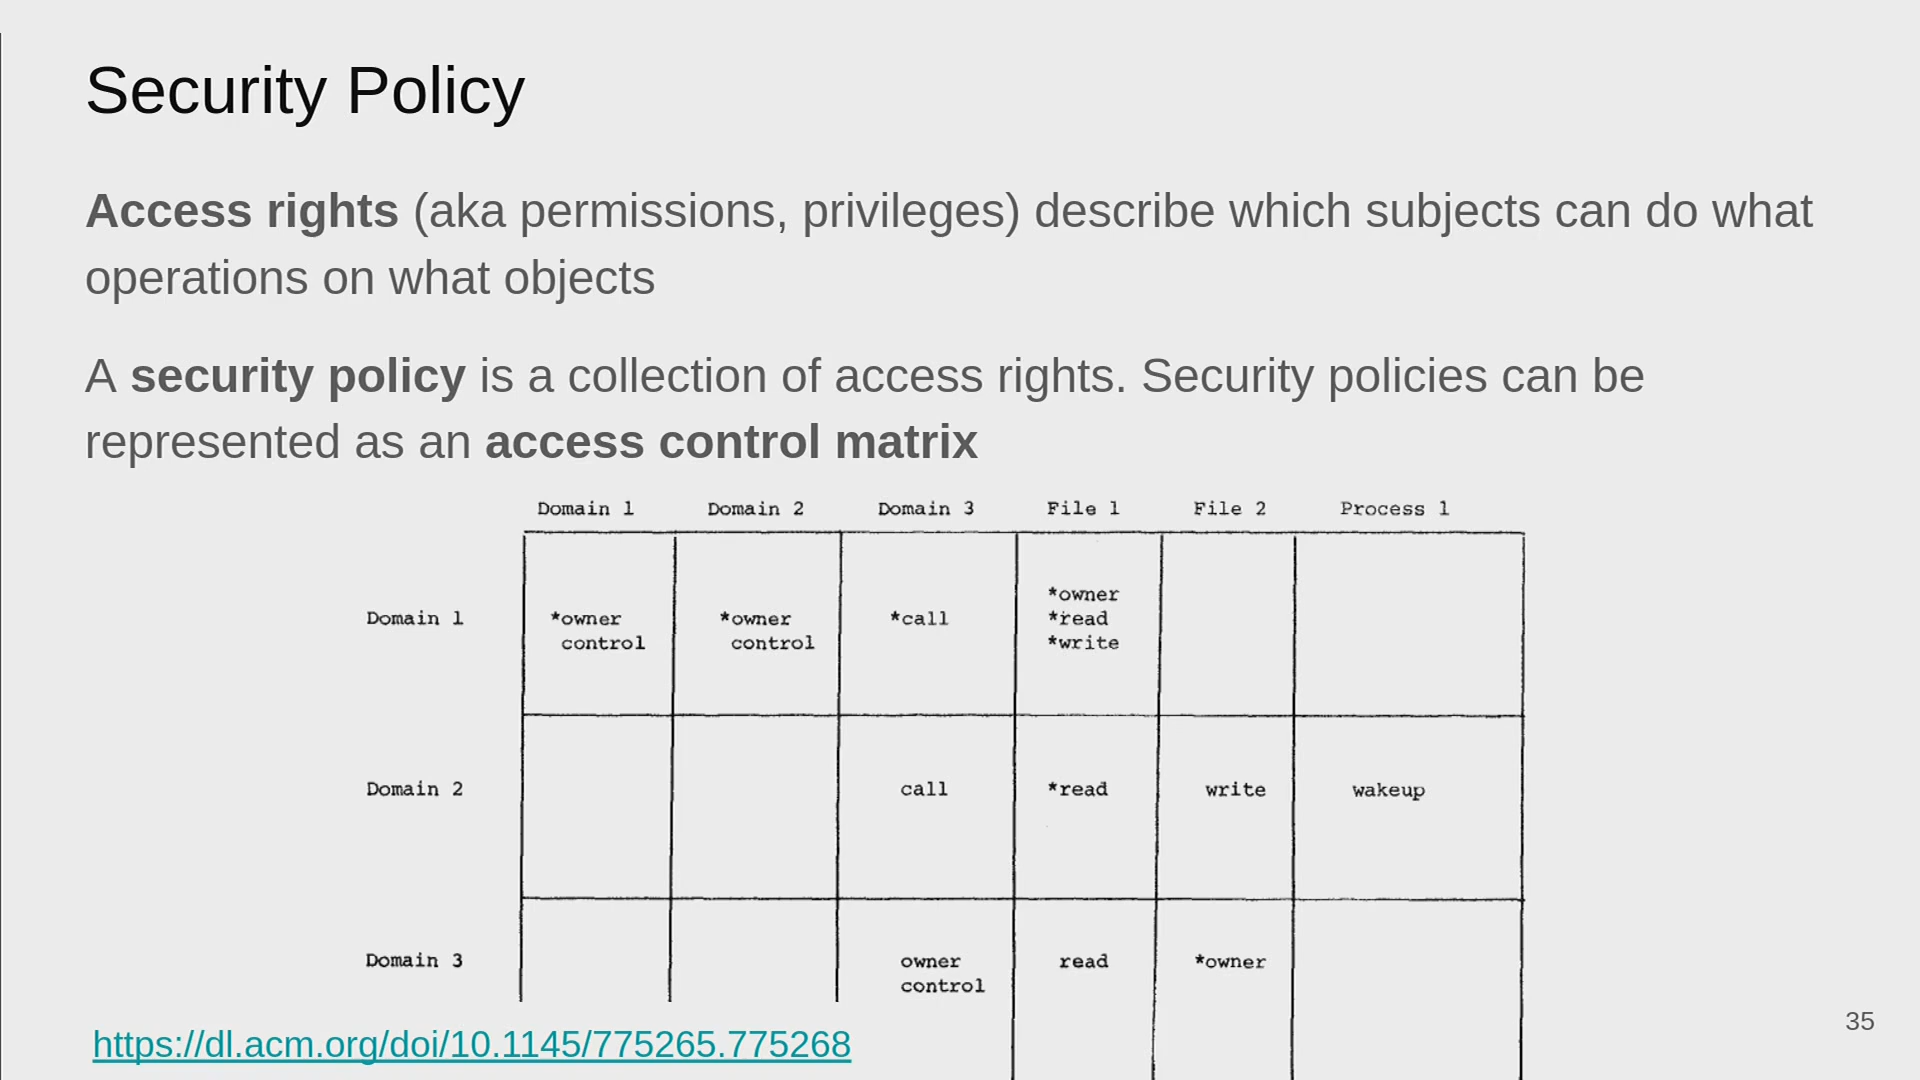 Security Policy
Access rights (aka permissions, privileges) describe which subjects can do what
operations on what objects
A security policy is a collection of access rights. Security policies can be
represented as an access control matrix
Domain 1 Domain 2 Domain 3 File 1 File 2 Process 1
*owner
Domain 1 *owner *owner *call *read
control control *write
Domain 2 call *read write wakeup
Domain 3 owner read *owner
control
https://dl.acm.org/doi/10.1145/775265.775268
35